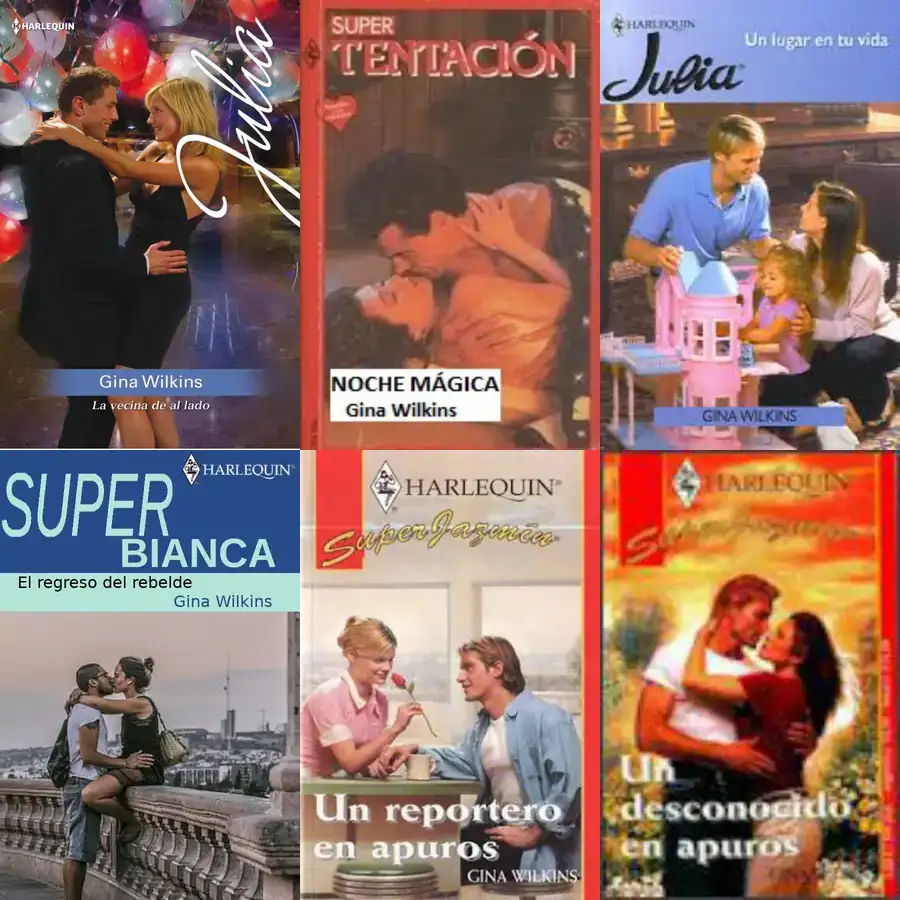 HARLEQUIN
Julia
Gina Wilkins
La vecina de al lado
SUPER
TENTACIÓN
NOCHE MÁGICA
Gina Wilkins
HARLEQUIN
Julia
Un lugar en tu vida
GINA WILKINS
HARLEQUIN®
SUPER
BIANCA
El regreso del rebelde
Gina Wilkins
HARLEQUIN®
SuperJazmín®
Un reportero
en apuros
GINA WILKINS
HARLEQUIN
SuperJazmín
Un
desconocido
en apuros